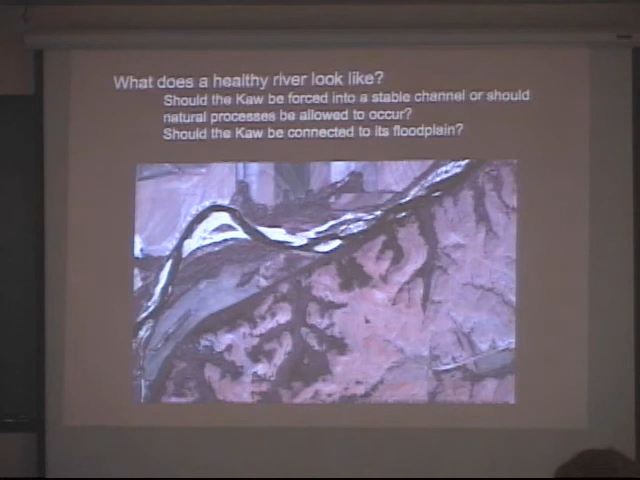 What does a healthy river look like?
Should the Kaw be forced into a stable channel or should
natural processes be allowed to occur?
Should the Kaw be connected to its floodplain?